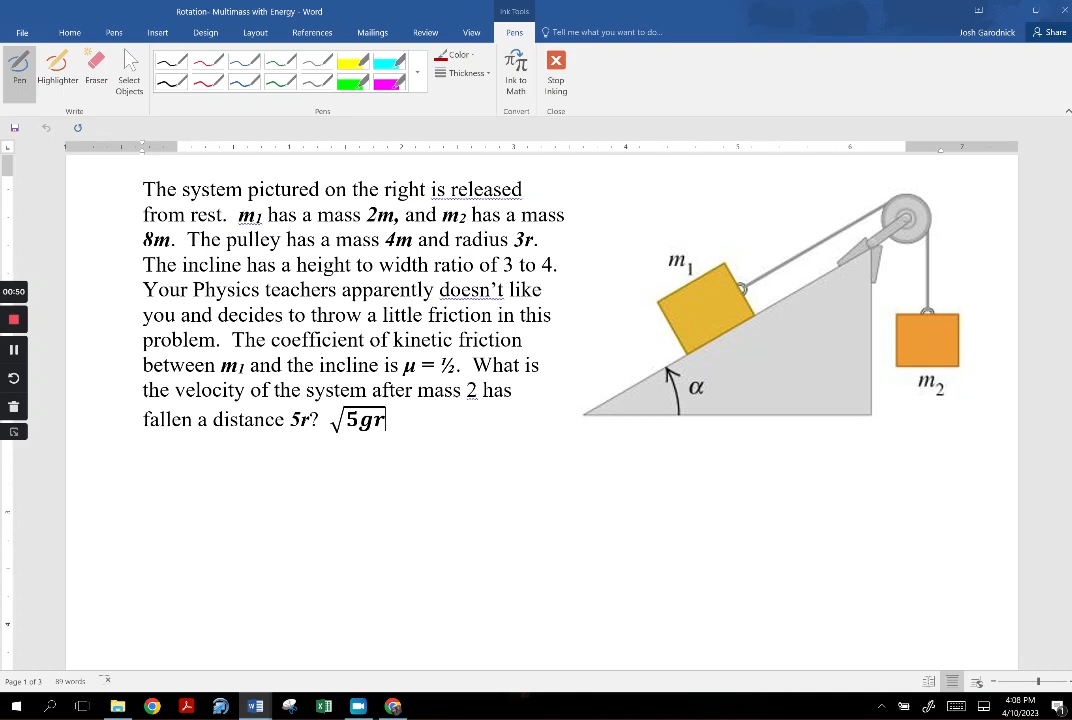 Rotation- Multimass with Energy - Word
Ink Tools
File Home Pens Insert Design Layout References Mailings Review View Pens Tell me what you want to do... Josh Garodnick Share
Pen Highlighter Eraser Select Objects
Color
Thickness
Ink to Math
Stop Inking
Write Pens Convert Close
The system pictured on the right is released
from rest. m₁ has a mass 2m, and m₂ has a mass
8m. The pulley has a mass 4m and radius 3r.
The incline has a height to width ratio of 3 to 4.
Your Physics teachers apparently doesn’t like
you and decides to throw a little friction in this
problem. The coefficient of kinetic friction
between m₁ and the incline is μ = ½. What is
the velocity of the system after mass 2 has
fallen a distance 5r? √5gr
m₁
α
m₂
00:50
Page 1 of 3 89 words
4:08 PM
4/10/2023